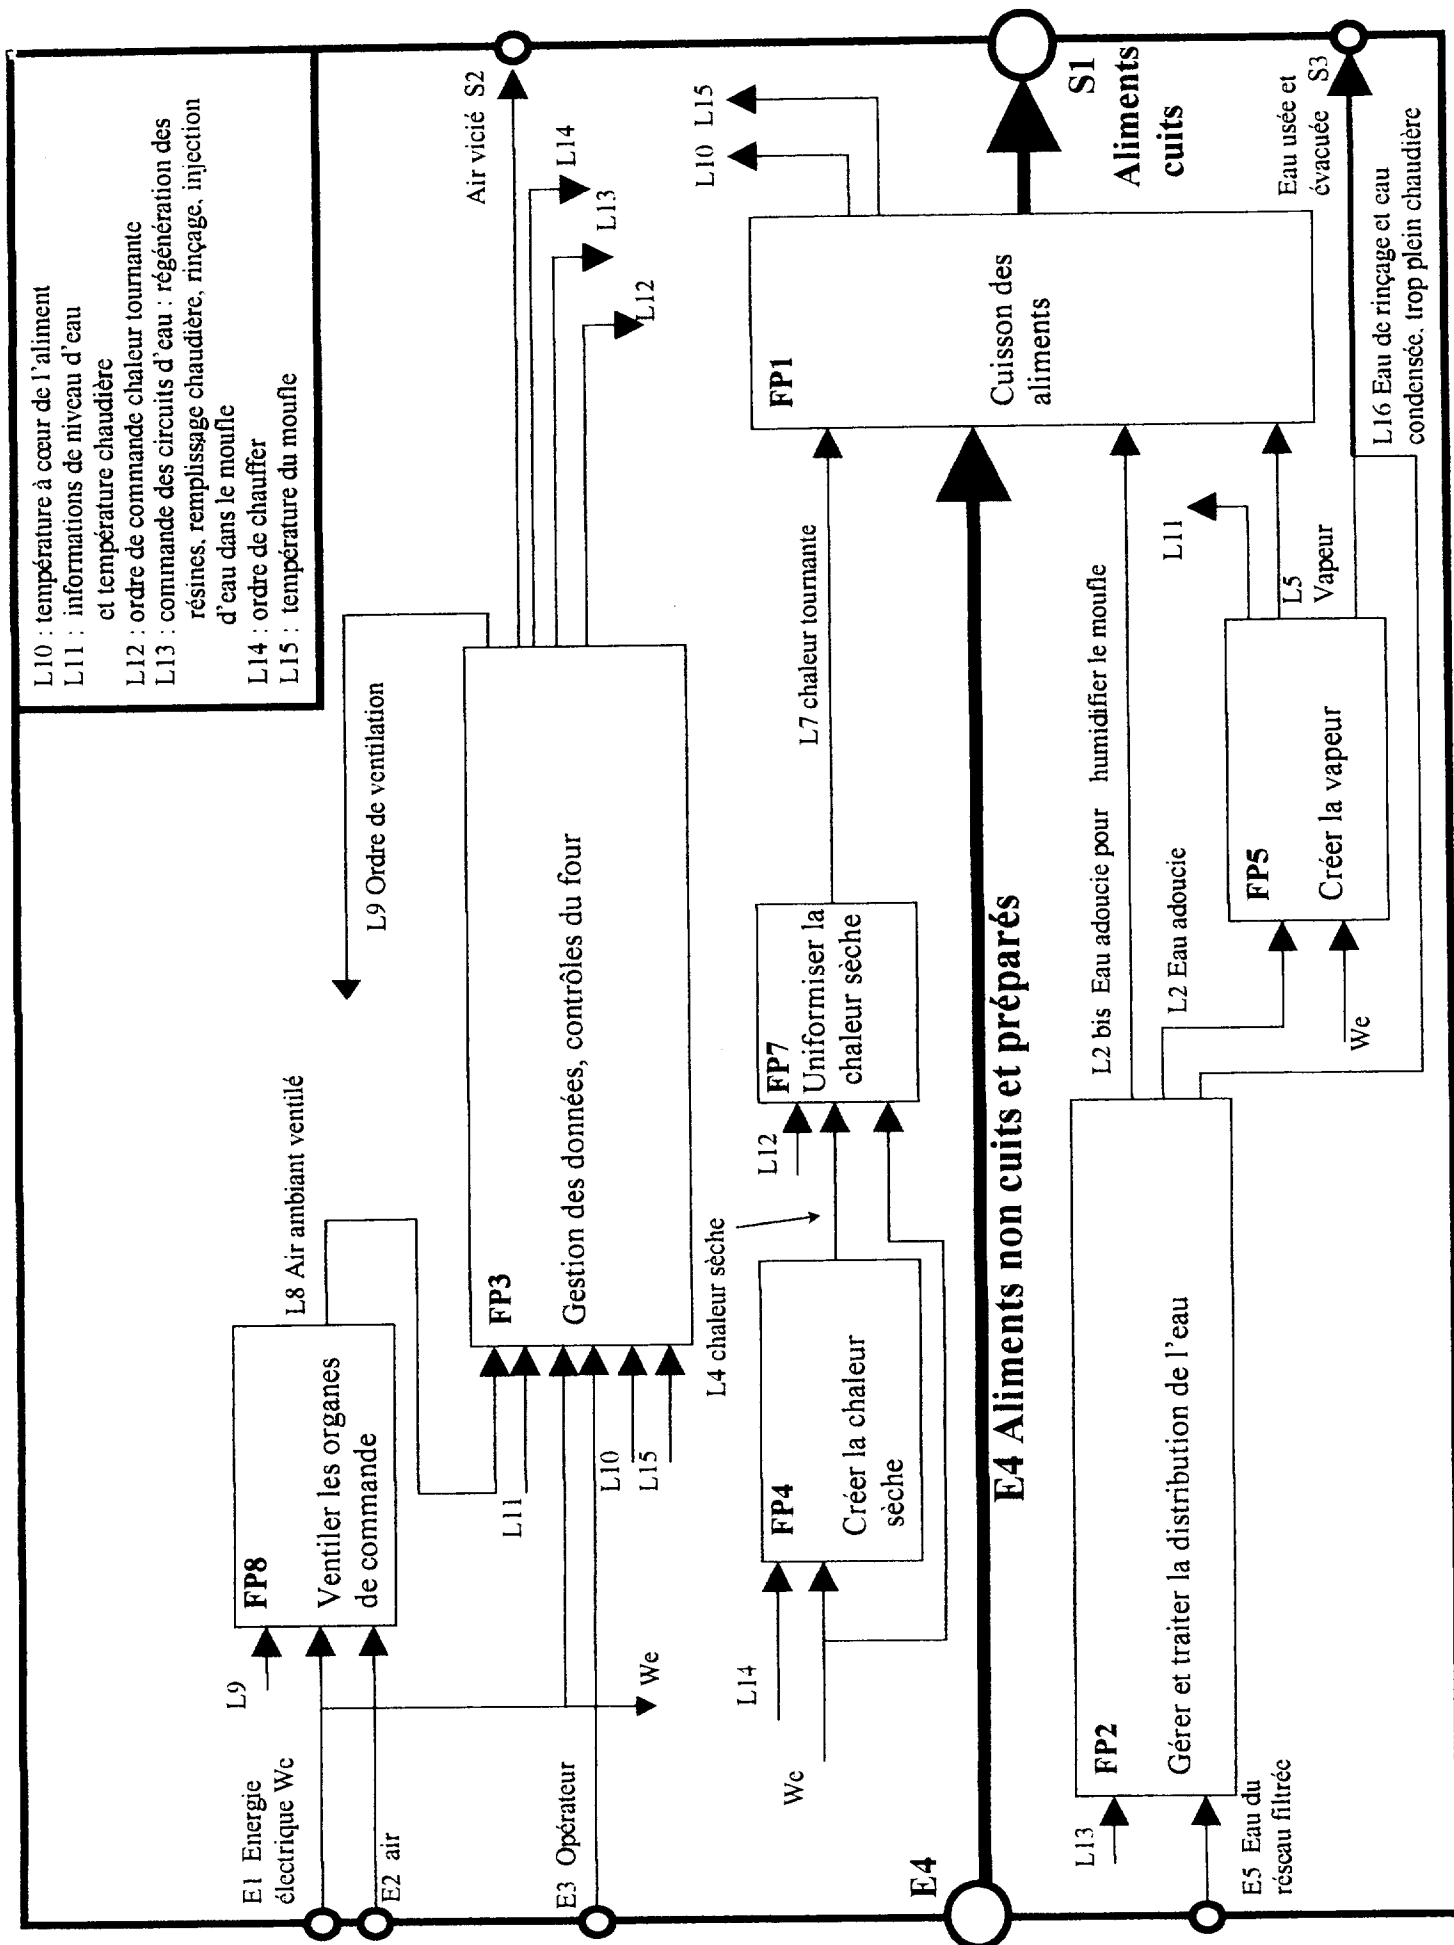 L10 : température à cœur de l'aliment
L11 : informations de niveau d'eau
et température chaudière
L12 : ordre de commande chaleur tournante
L13 : commande des circuits d'eau : régénération des
résines, remplissage chaudière, rinçage, injection
d'eau dans le moufle
L14 : ordre de chauffer
L15 : température du moufle
E1 Energie
électrique We
E2 air
L9
FP8
Ventiler les organes
de commande
L8 Air ambiant ventilé
L9 Ordre de ventilation
Air vicié S2
L14
L13
L12
E3 Opérateur
We
L11
L10
L15
FP3
Gestion des données, contrôles du four
L4 chaleur sèche
L14
We
FP4
Créer la chaleur
sèche
L12
FP7
Uniformiser la
chaleur sèche
L7 chaleur tournante
L10 L15
FP1
Cuisson des
aliments
S1
Aliments
cuits
E4
E4 Aliments non cuits et préparés
L2 bis Eau adoucie pour humidifier le moufle
L2 Eau adoucie
L13
E5 Eau du
réseau filtrée
FP2
Gérer et traiter la distribution de l'eau
We
FP5
Créer la vapeur
L11
L5
Vapeur
Eau usée et
évacuée S3
L16 Eau de rinçage et eau
condensée, trop plein chaudière